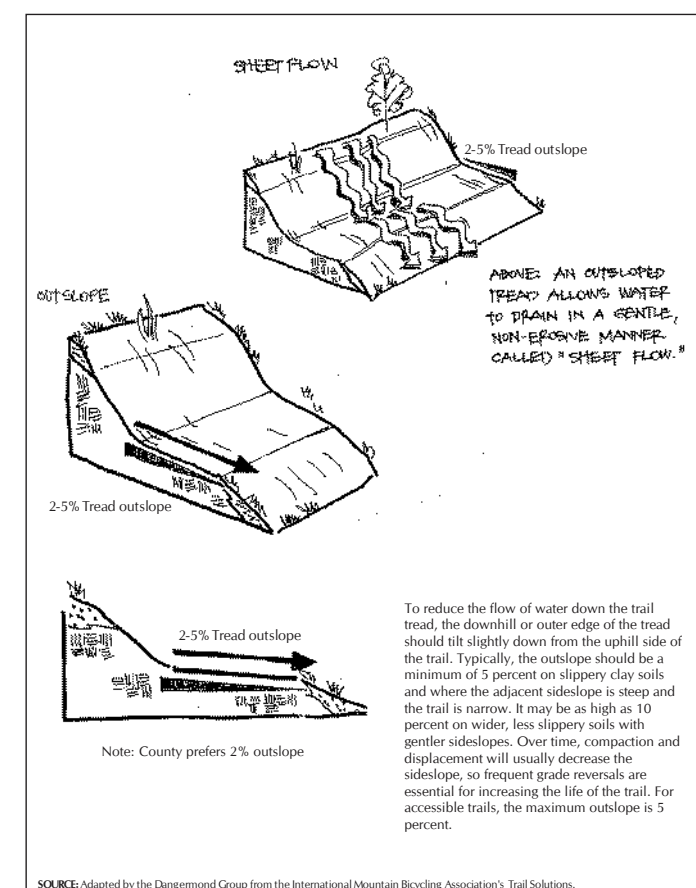 SHEET FLOW
2-5% Tread outslope
ABOVE: AN OUTSLOPED
TREAD ALLOWS WATER
TO DRAIN IN A GENTLE,
NON-EROSIVE MANNER
CALLED "SHEET FLOW."
OUTSLOPE
2-5% Tread outslope
2-5% Tread outslope
Note: County prefers 2% outslope
To reduce the flow of water down the trail
tread, the downhill or outer edge of the tread
should tilt slightly down from the uphill side of
the trail. Typically, the outslope should be a
minimum of 5 percent on slippery clay soils
and where the adjacent sideslope is steep and
the trail is narrow. It may be as high as 10
percent on wider, less slippery soils with
gentler sideslopes. Over time, compaction and
displacement will usually decrease the
sideslope, so frequent grade reversals are
essential for increasing the life of the trail. For
accessible trails, the maximum outslope is 5
percent.
SOURCE: Adapted by the Dangermond Group from the International Mountain Bicycling Association's Trail Solutions.